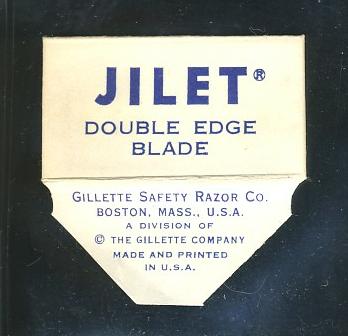 JILET®
DOUBLE EDGE
BLADE
GILLETTE SAFETY RAZOR CO.
BOSTON, MASS., U.S.A.
A DIVISION OF
© THE GILLETTE COMPANY
MADE AND PRINTED
IN U.S.A.